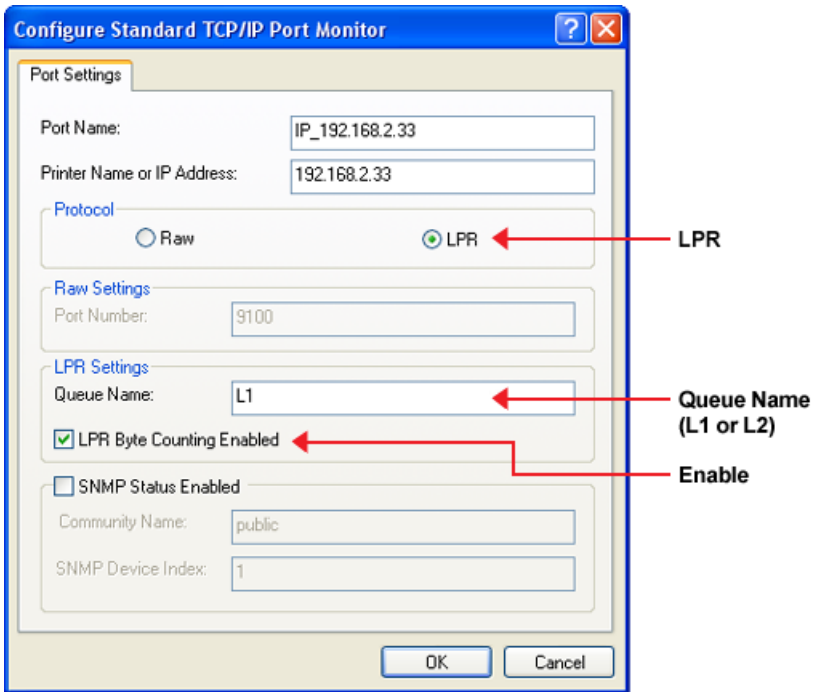 Configure Standard TCP/IP Port Monitor
Port Settings
Port Name: IP_192.168.2.33
Printer Name or IP Address: 192.168.2.33
Protocol
Raw LPR LPR
Raw Settings
Port Number: 9100
LPR Settings
Queue Name: L1 Queue Name
(L1 or L2)
LPR Byte Counting Enabled
Enable
SNMP Status Enabled
Community Name: public
SNMP Device Index: 1
OK Cancel